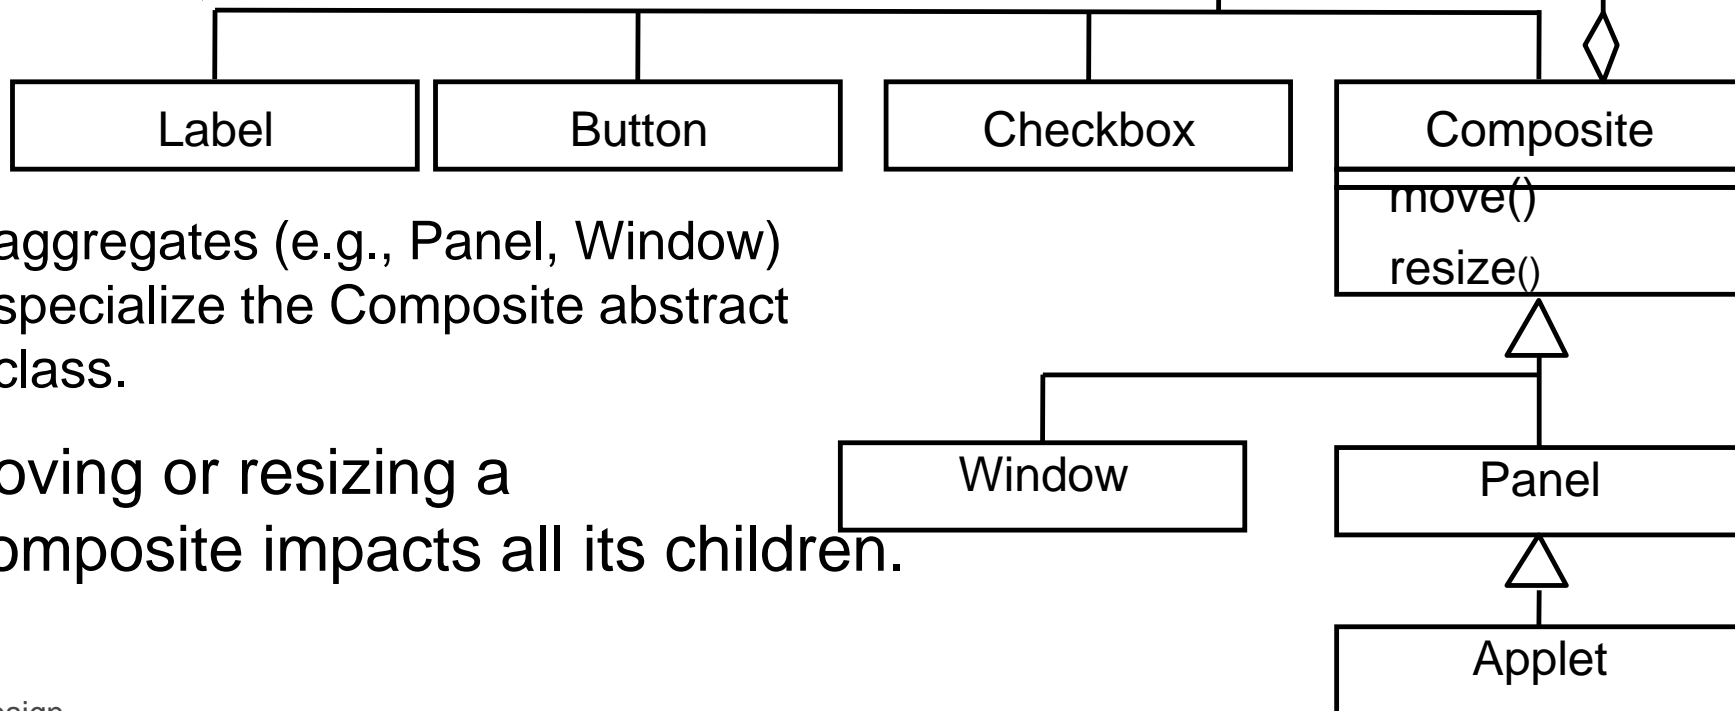 Label
Button
Checkbox
Composite
move()
resize()
aggregates (e.g., Panel, Window)
specialize the Composite abstract
class.
oving or resizing a
omposite impacts all its children.
Window
Panel
Applet